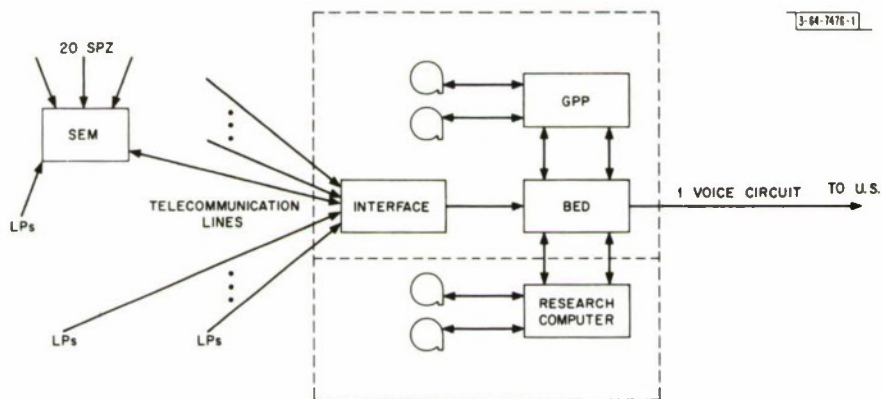 3-64-7476-1
20 SPZ
SEM
LPs
TELECOMMUNICATION
LINES
INTERFACE
GPP
BED
1 VOICE CIRCUIT TO U.S.
RESEARCH
COMPUTER
LPs
LPs